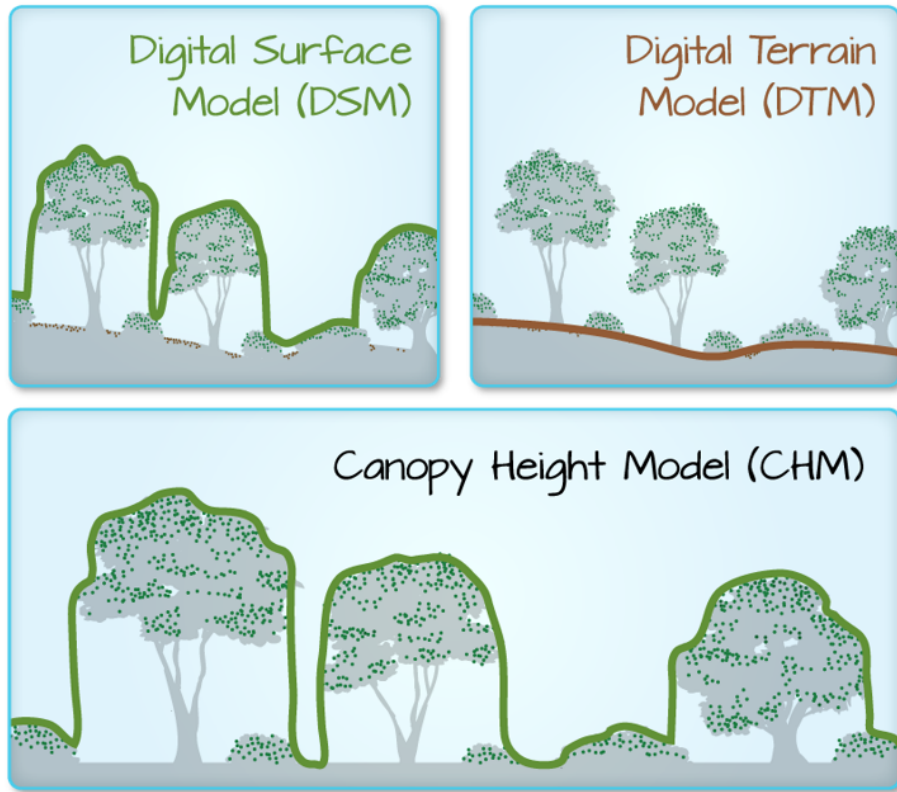 Digital Surface
Model (DSM)
Digital Terrain
Model (DTM)
Canopy Height Model (CHM)